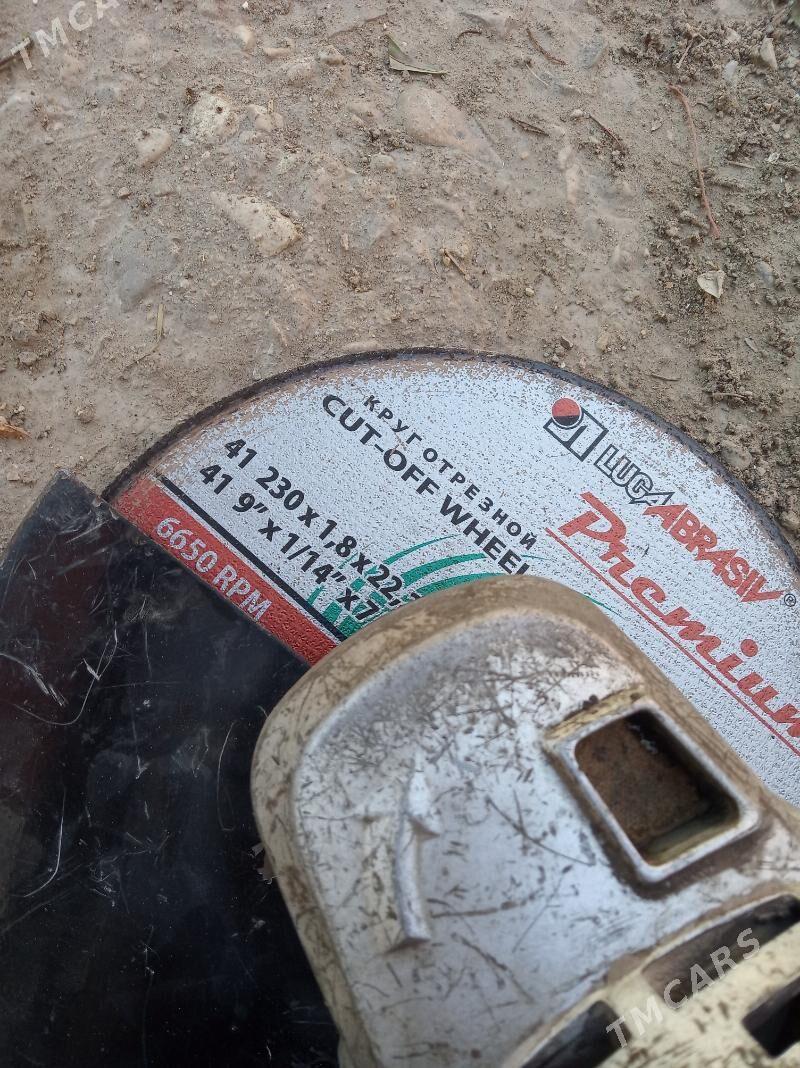 TMCARS
КРУГ ОТРЕЗНОЙ
CUT-OFF WHEEL
41 230 x 1,8 x 22,
41 9” x 1/14” x 7
6650 RPM
LUGAABRASIV®
Premium
TMCARS